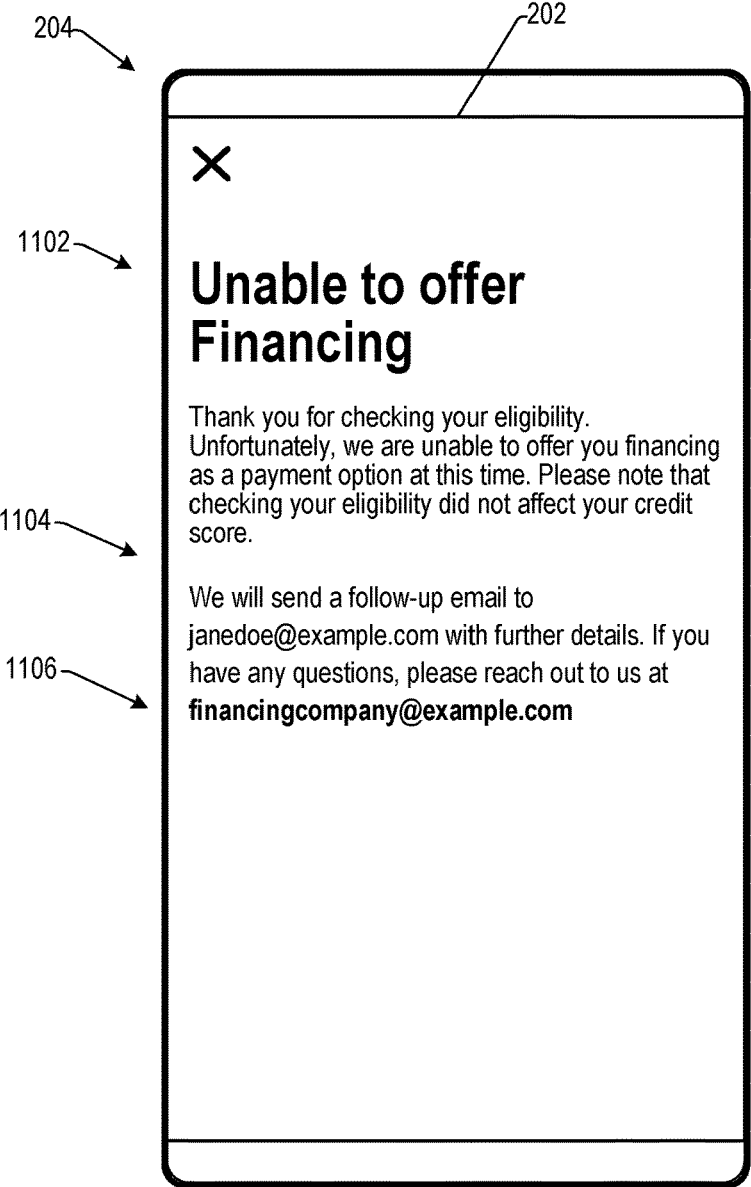 204
202
1102
Unable to offer
Financing
Thank you for checking your eligibility.
Unfortunately, we are unable to offer you financing
as a payment option at this time. Please note that
checking your eligibility did not affect your credit
score.
1104
We will send a follow-up email to
janedoe@example.com with further details. If you
1106
have any questions, please reach out to us at
financingcompany@example.com